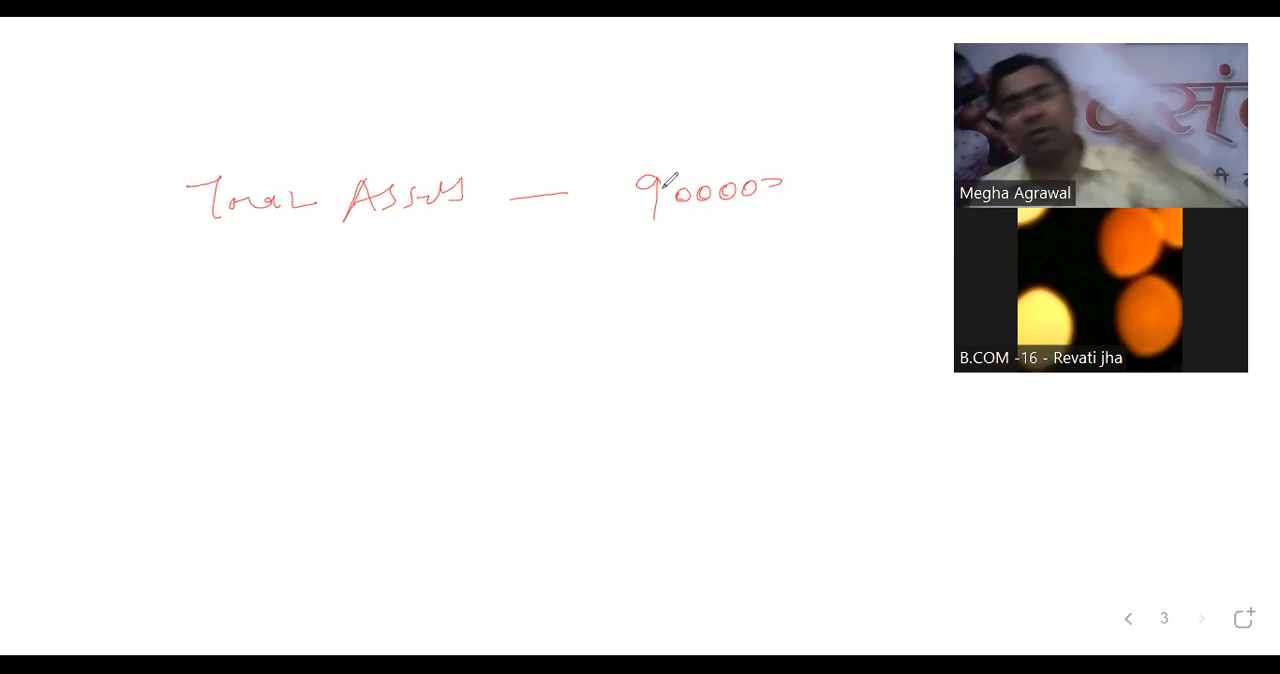 Total Assets — 900000
Megha Agrawal
B.COM -16 - Revati jha
3